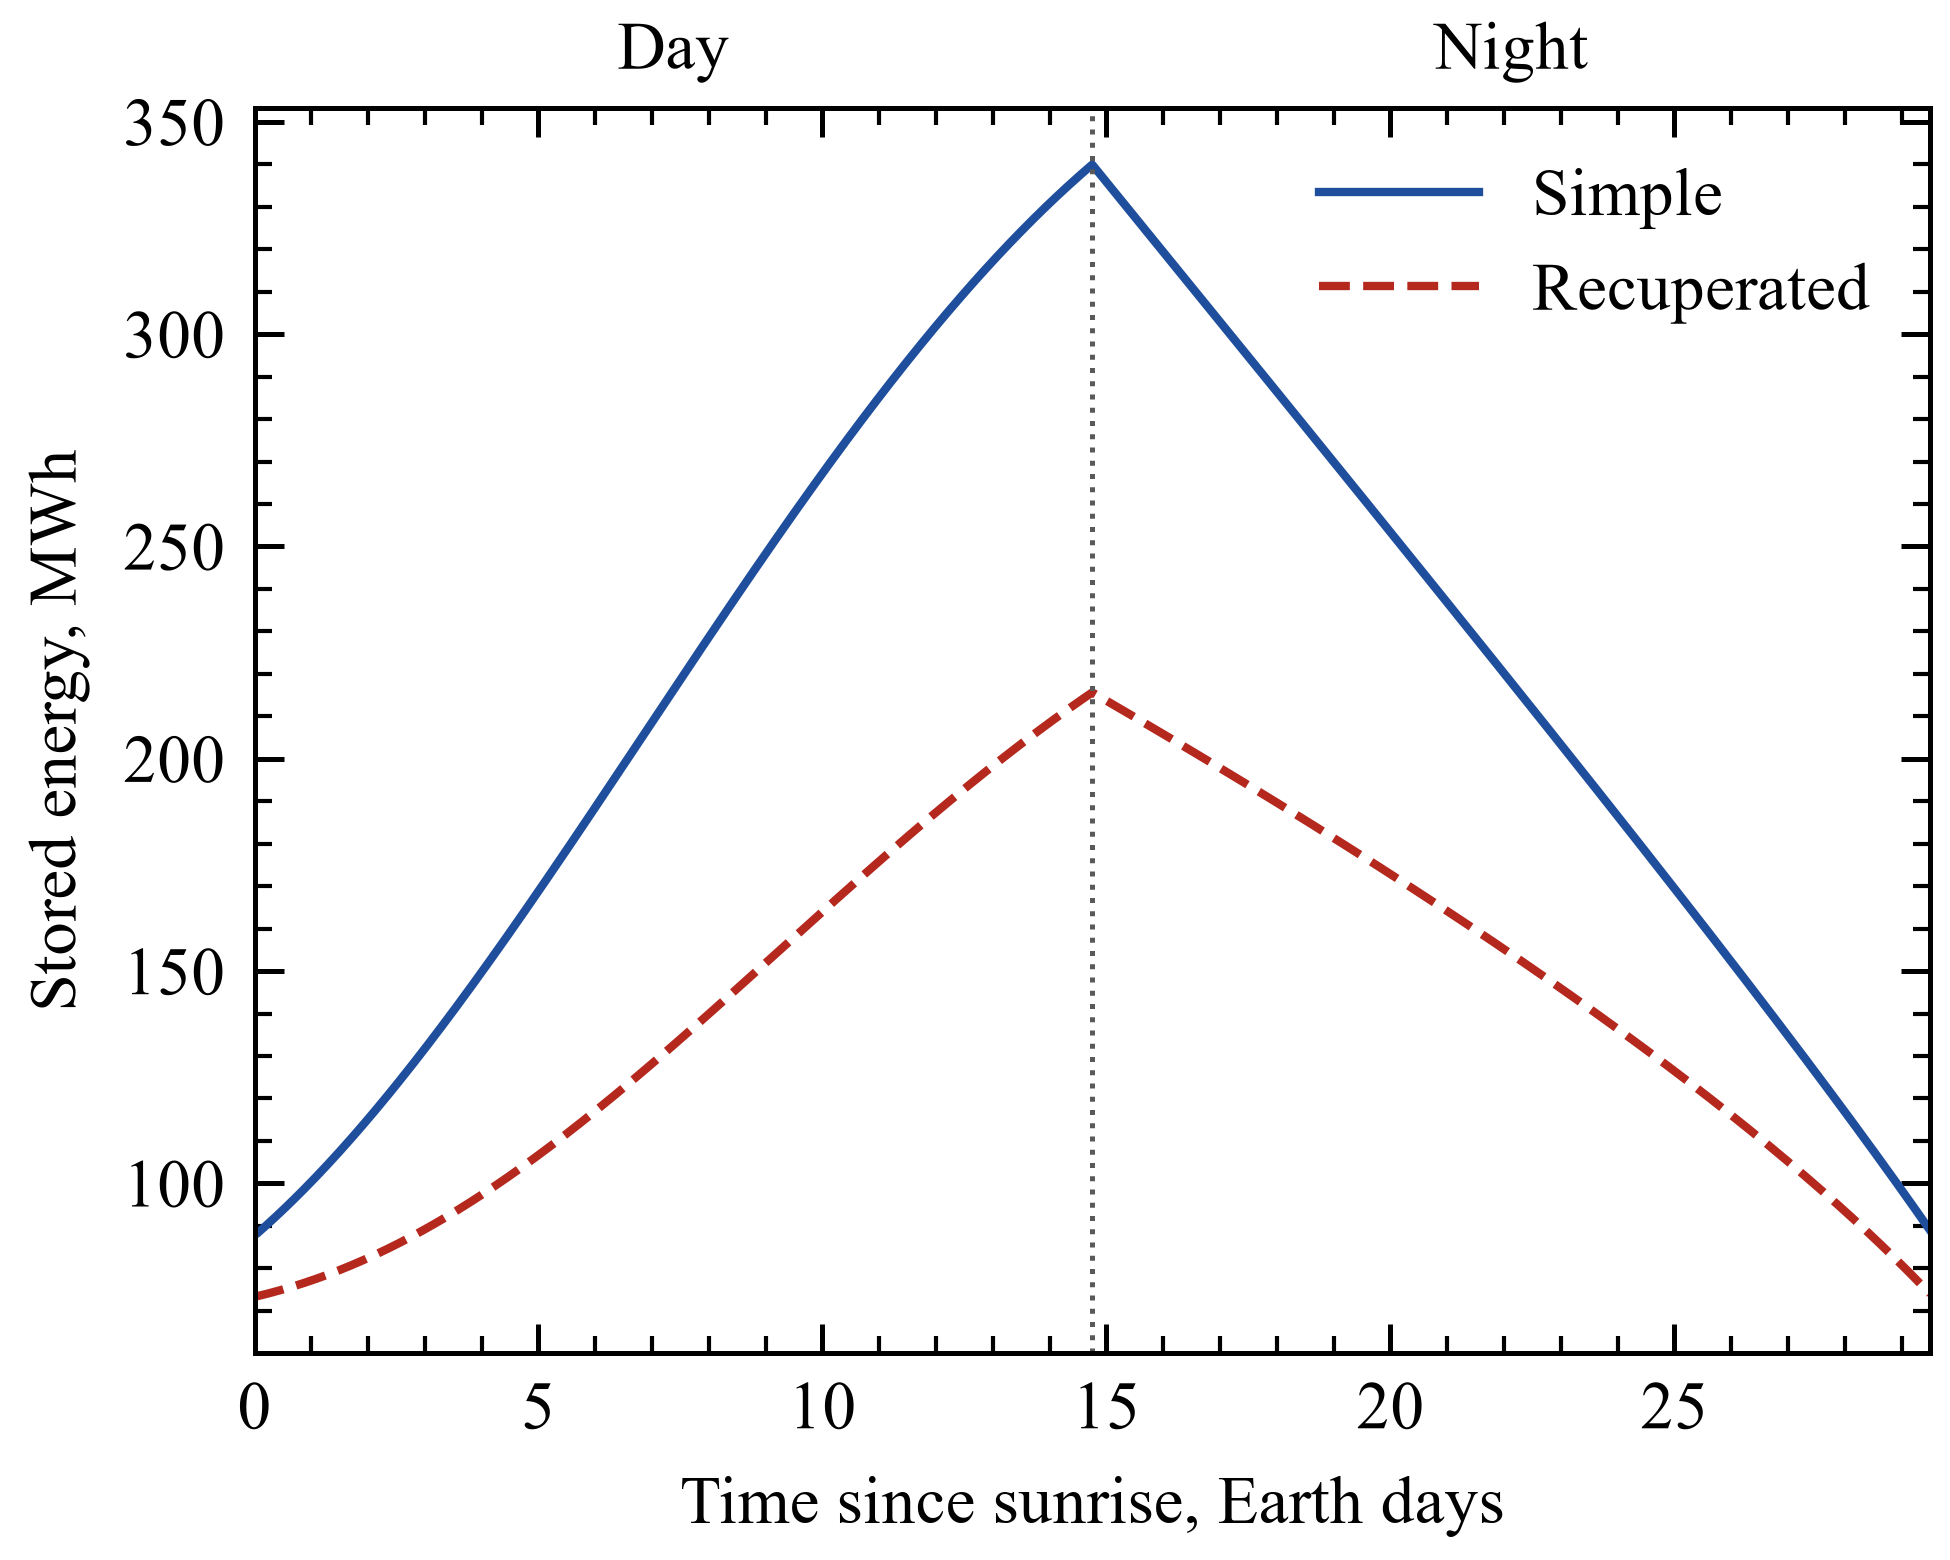 Day Night
350
300
250
200
150
100
Stored energy, MWh
Simple
Recuperated
0 5 10 15 20 25
Time since sunrise, Earth days